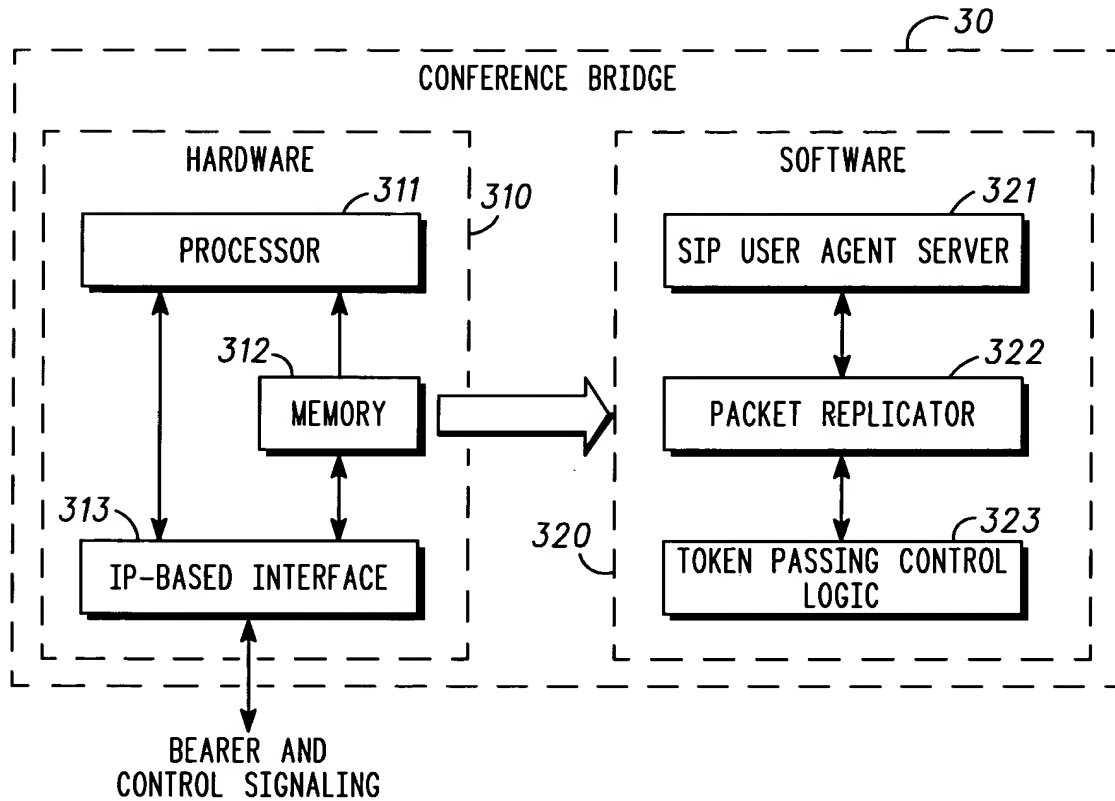 30
CONFERENCE BRIDGE
HARDWARE
311
310
PROCESSOR
312
MEMORY
313
IP-BASED INTERFACE
BEARER AND
CONTROL SIGNALING
SOFTWARE
321
SIP USER AGENT SERVER
322
PACKET REPLICATOR
320
323
TOKEN PASSING CONTROL
LOGIC